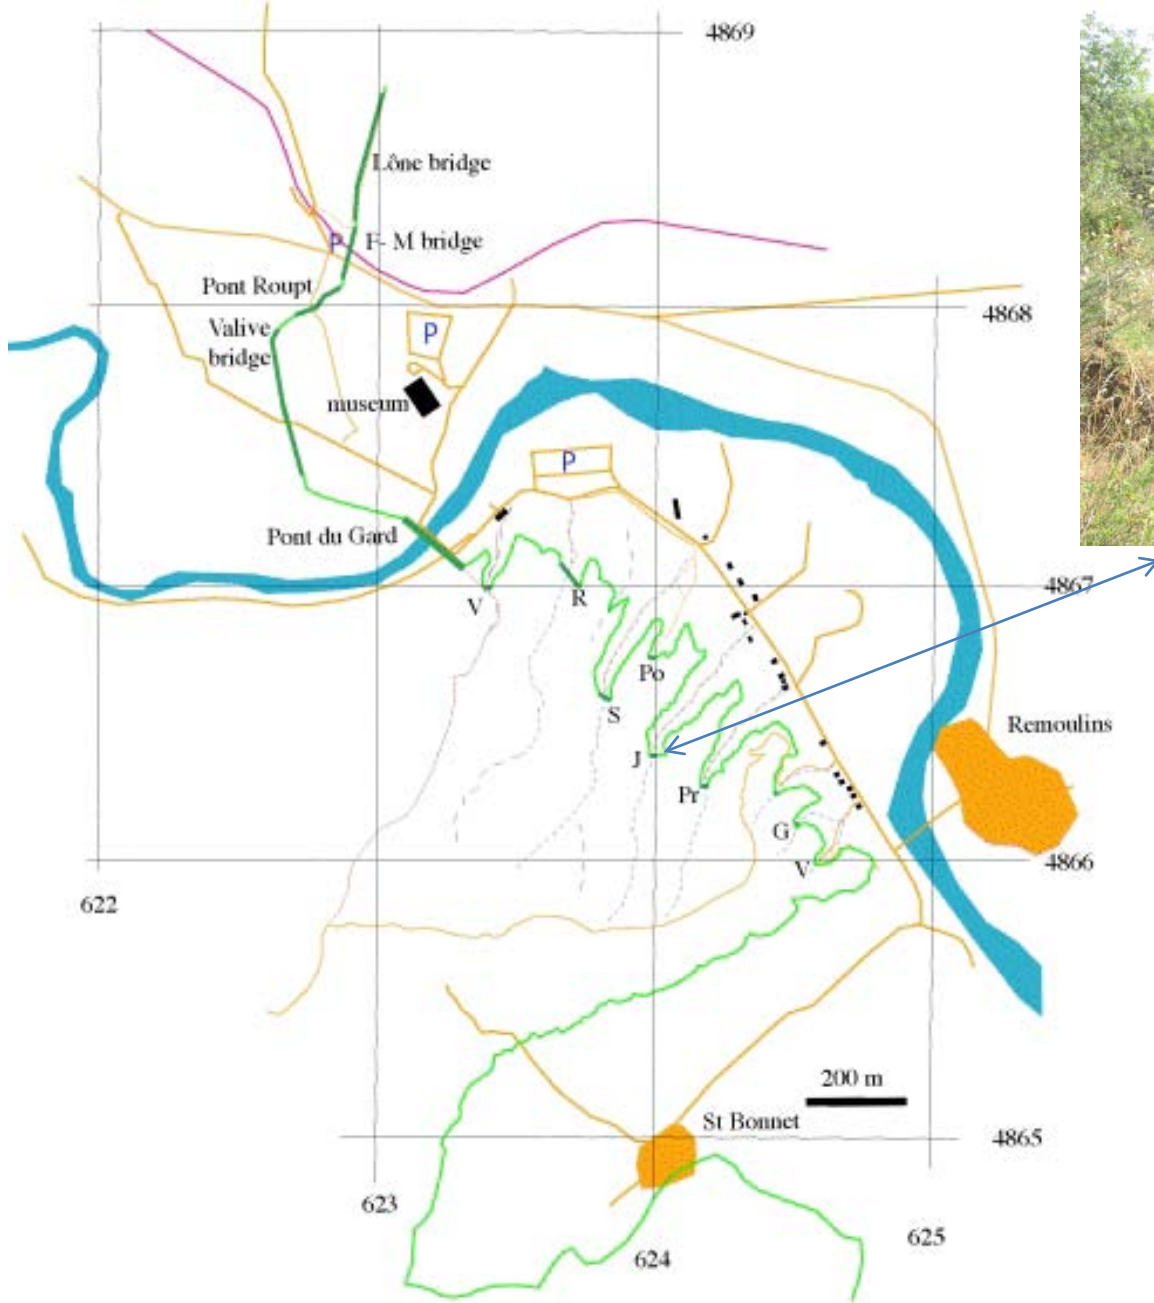 4869
Lône bridge
P
F- M bridge
Pont Roupt
4868
Valive
bridge
P
museum
P
Pont du Gard
4867
V
R
Po
S
Remoulins
J
Pr
G
V
4866
622
200 m
St Bonnet
4865
623
625
624